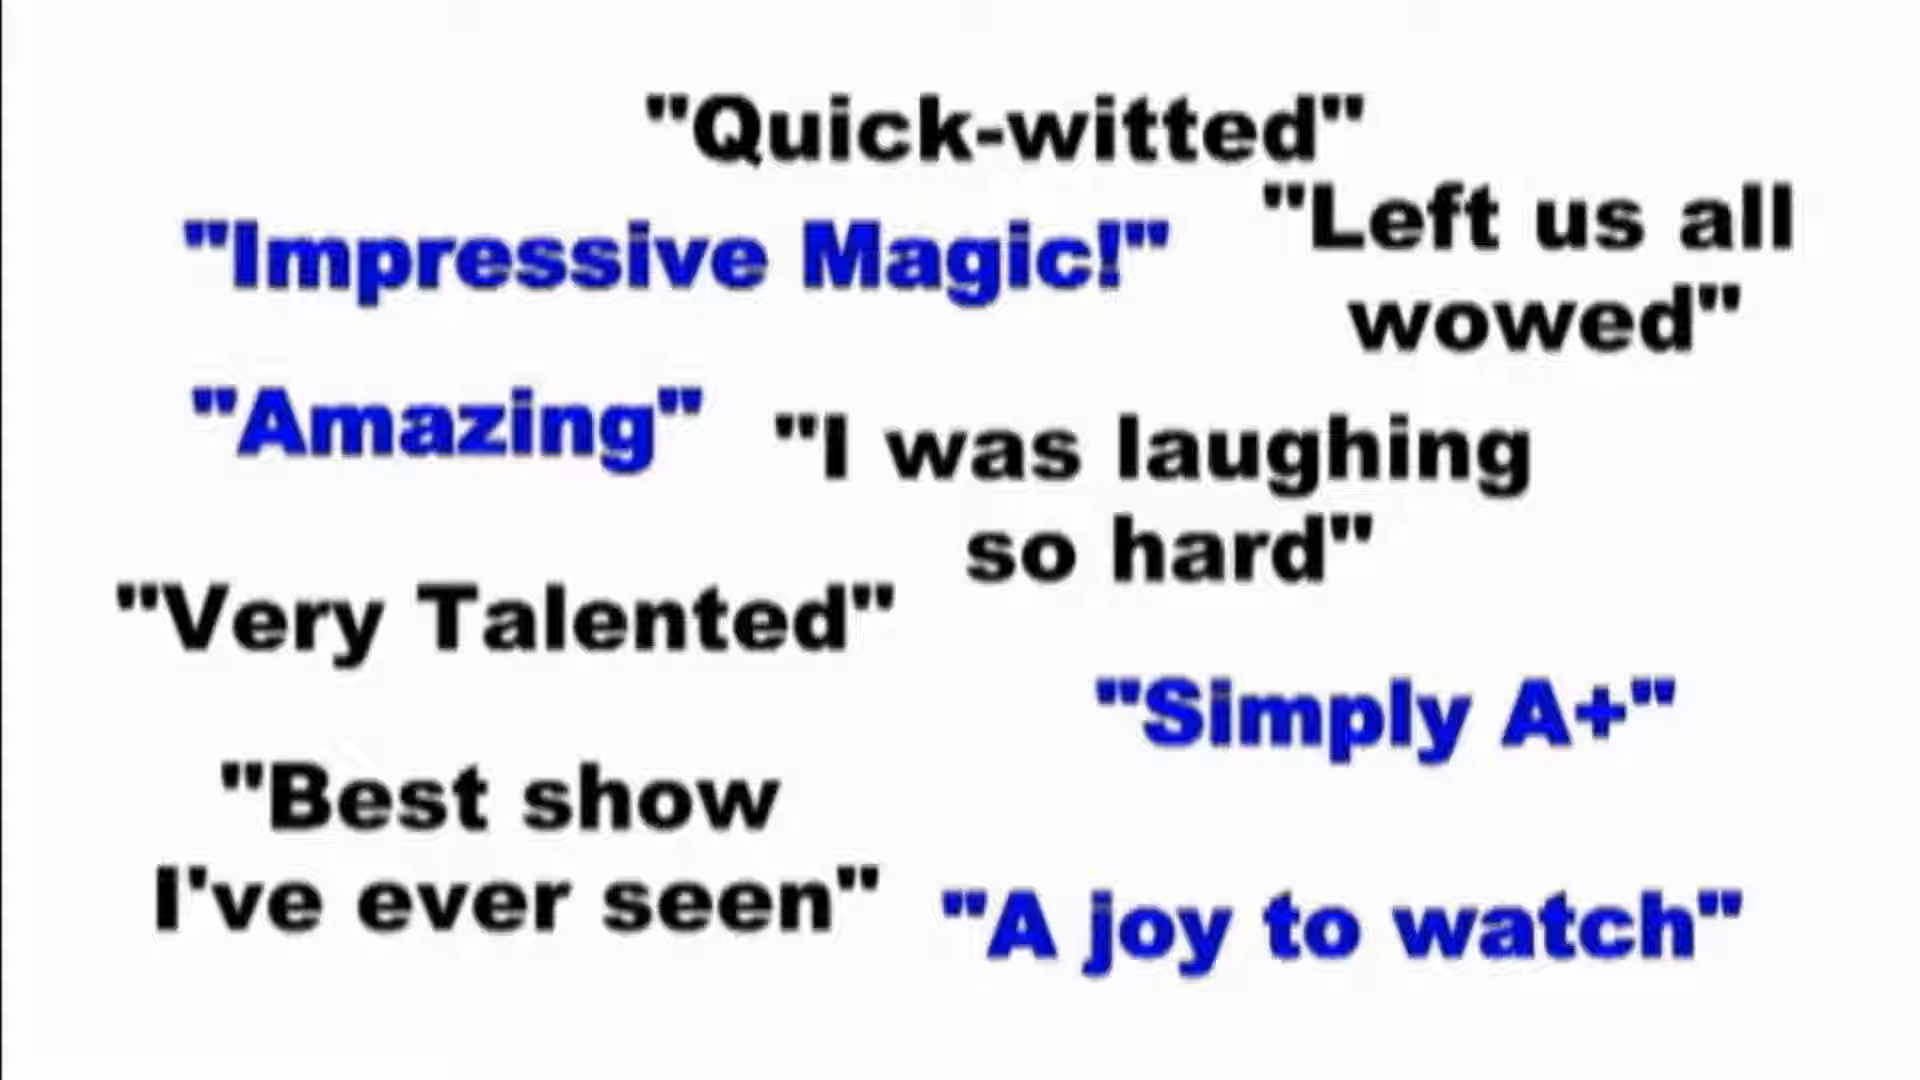 "Quick-witted"
"Left us all
wowed"
"Impressive Magic!"
"Amazing"
"I was laughing
so hard"
"Very Talented"
"Simply A+"
"Best show
I've ever seen"
"A joy to watch"